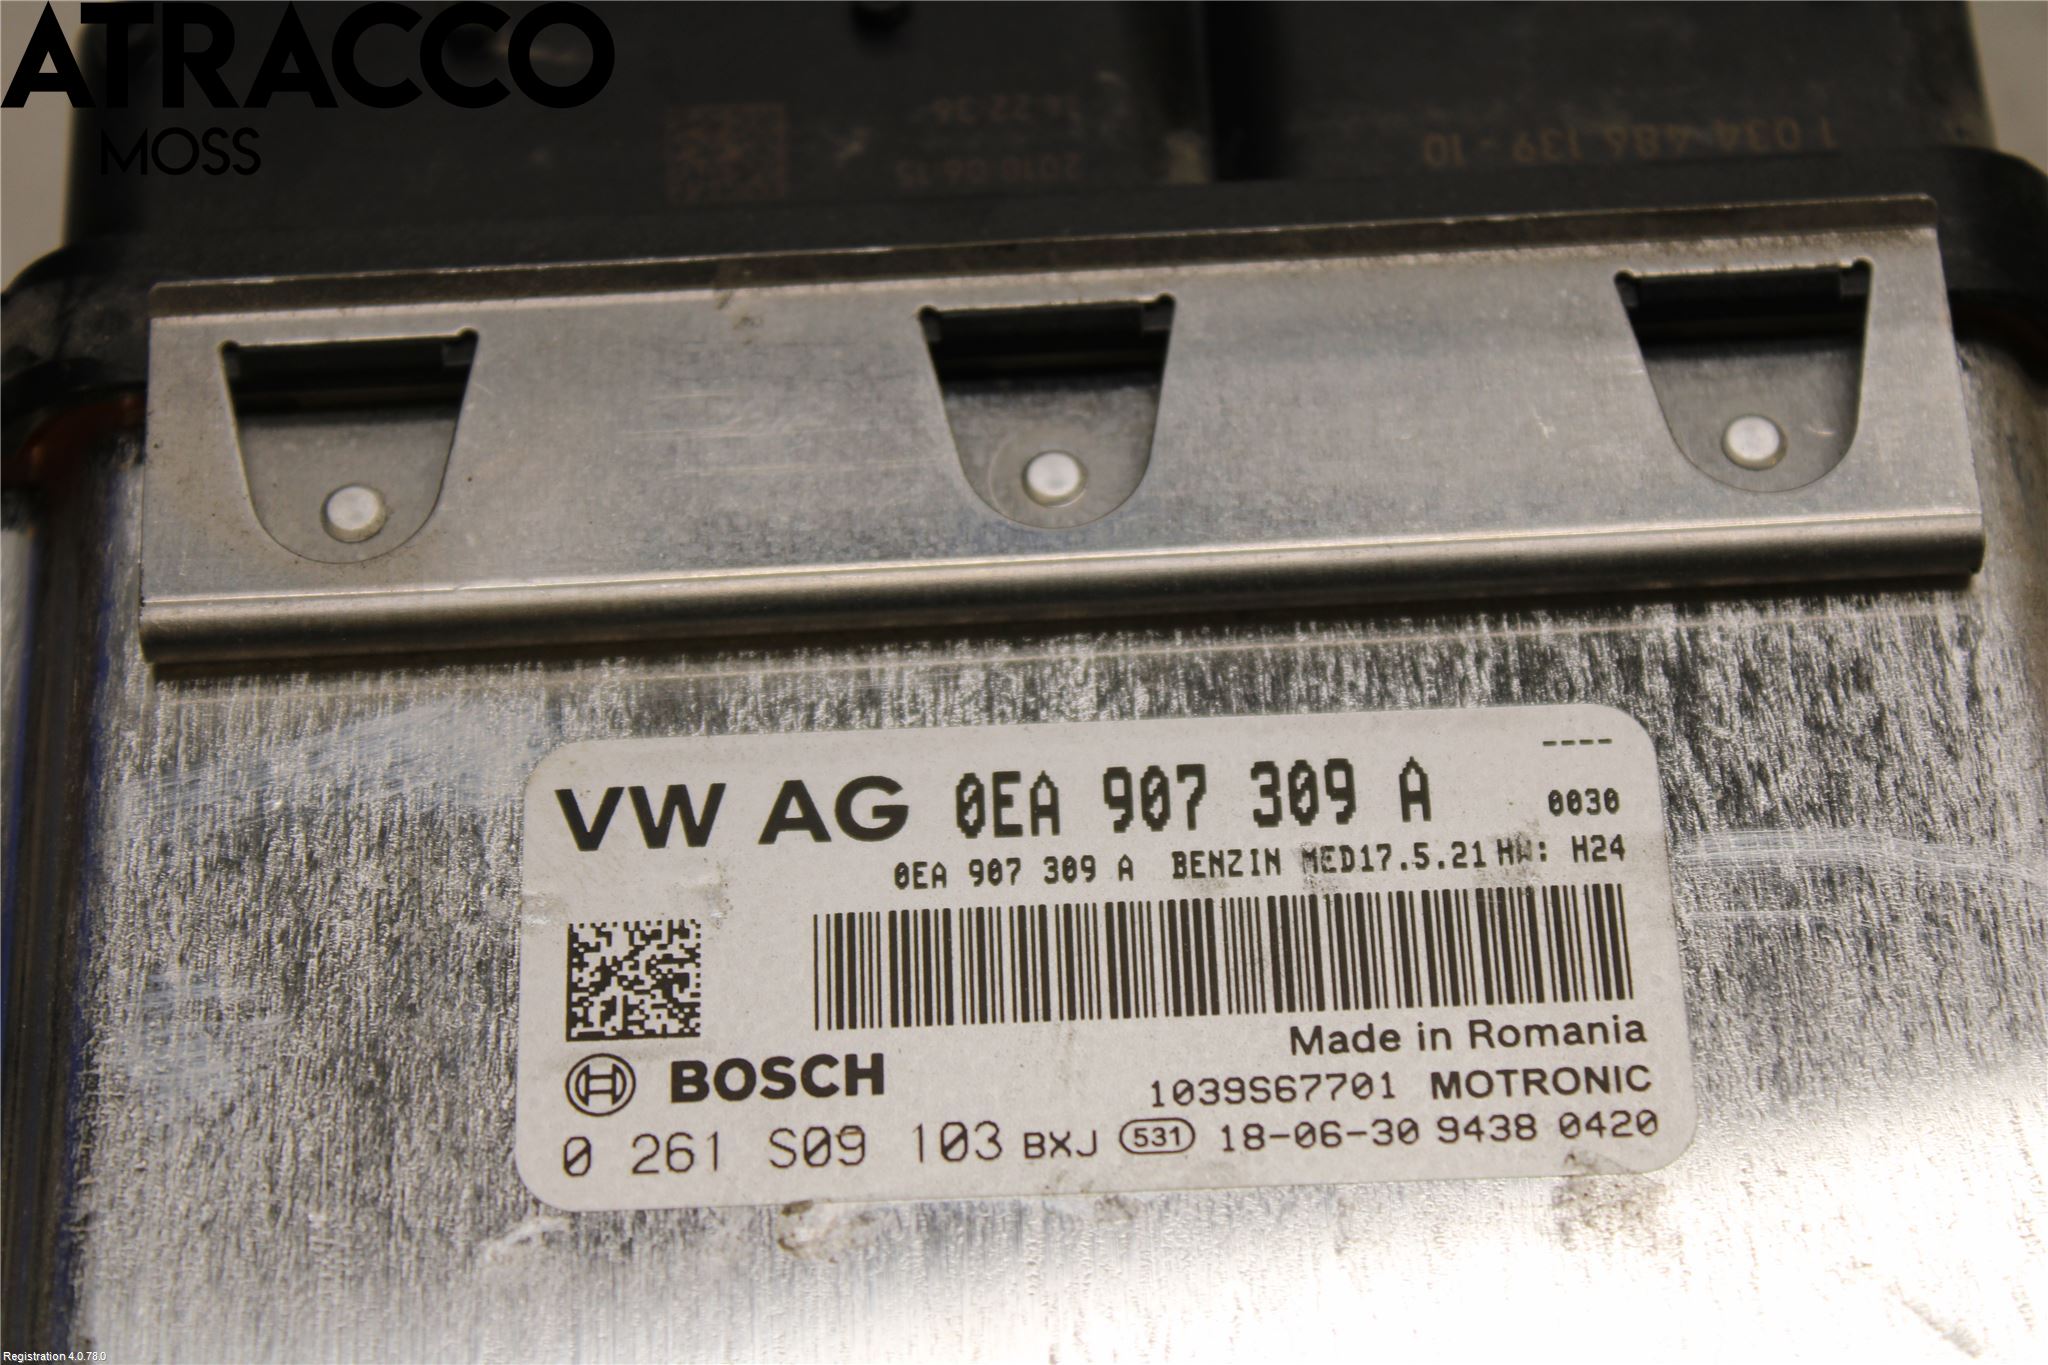 ATRACCO
MOSS
1 034 486 139-10
2018 06 15
VW AG 0EA 907 309 A
----
0030
0EA 907 309 A BENZIN MED17.5.21 HW: H24
Made in Romania
BOSCH
1039S67701 MOTRONIC
0 261 S09 103 BXJ 531 18-06-30 9438 0420
Registration 4.0.78.0